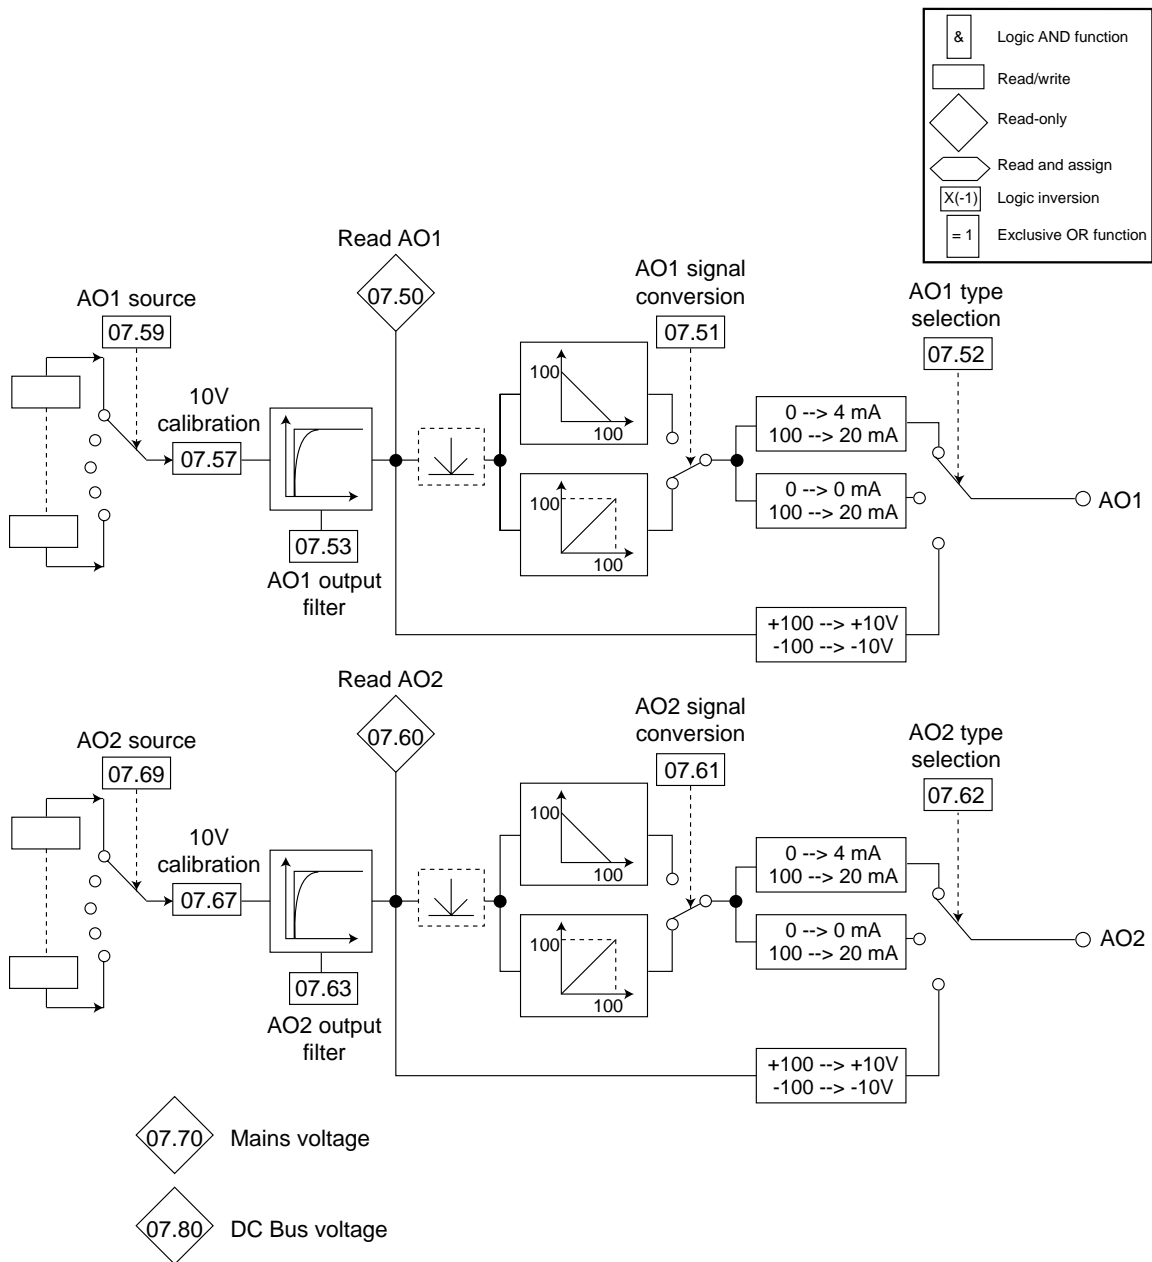 & Logic AND function
Read/write
Read-only
Read and assign
X(-1) Logic inversion
= 1 Exclusive OR function
Read AO1
07.50
AO1 source
07.59
10V
calibration
07.57
07.53
AO1 output
filter
100
100
100
100
AO1 signal
conversion
07.51
0 --> 4 mA
100 --> 20 mA
0 --> 0 mA
100 --> 20 mA
+100 --> +10V
-100 --> -10V
AO1 type
selection
07.52
AO1
Read AO2
07.60
AO2 source
07.69
10V
calibration
07.67
07.63
AO2 output
filter
100
100
100
100
AO2 signal
conversion
07.61
0 --> 4 mA
100 --> 20 mA
0 --> 0 mA
100 --> 20 mA
+100 --> +10V
-100 --> -10V
AO2 type
selection
07.62
AO2
07.70 Mains voltage
07.80 DC Bus voltage